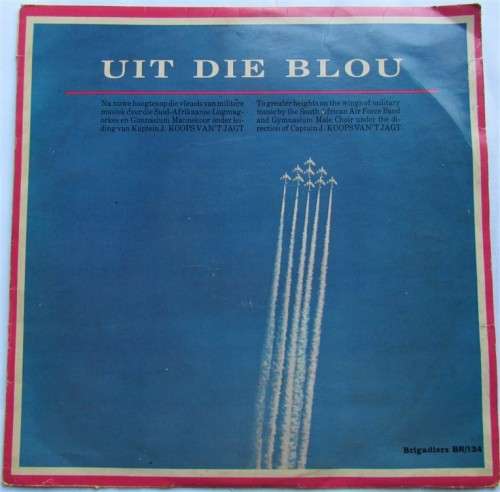 UIT DIE BLOU
Na nuwe hoogtes op die vleuels van militêre
musiek deur die Suid-Afrikaanse Lugmag-
orkes en Gimnasium Mannekoor onder lei-
ding van Kaptein J. KOOPS VAN'T JAGT
To greater heights on the wings of military
music by the South African Air Force Band
and Gymnasium Male Choir under the di-
rection of Captain J. KOOPS VAN'T JAGT
Brigadiers BR/124